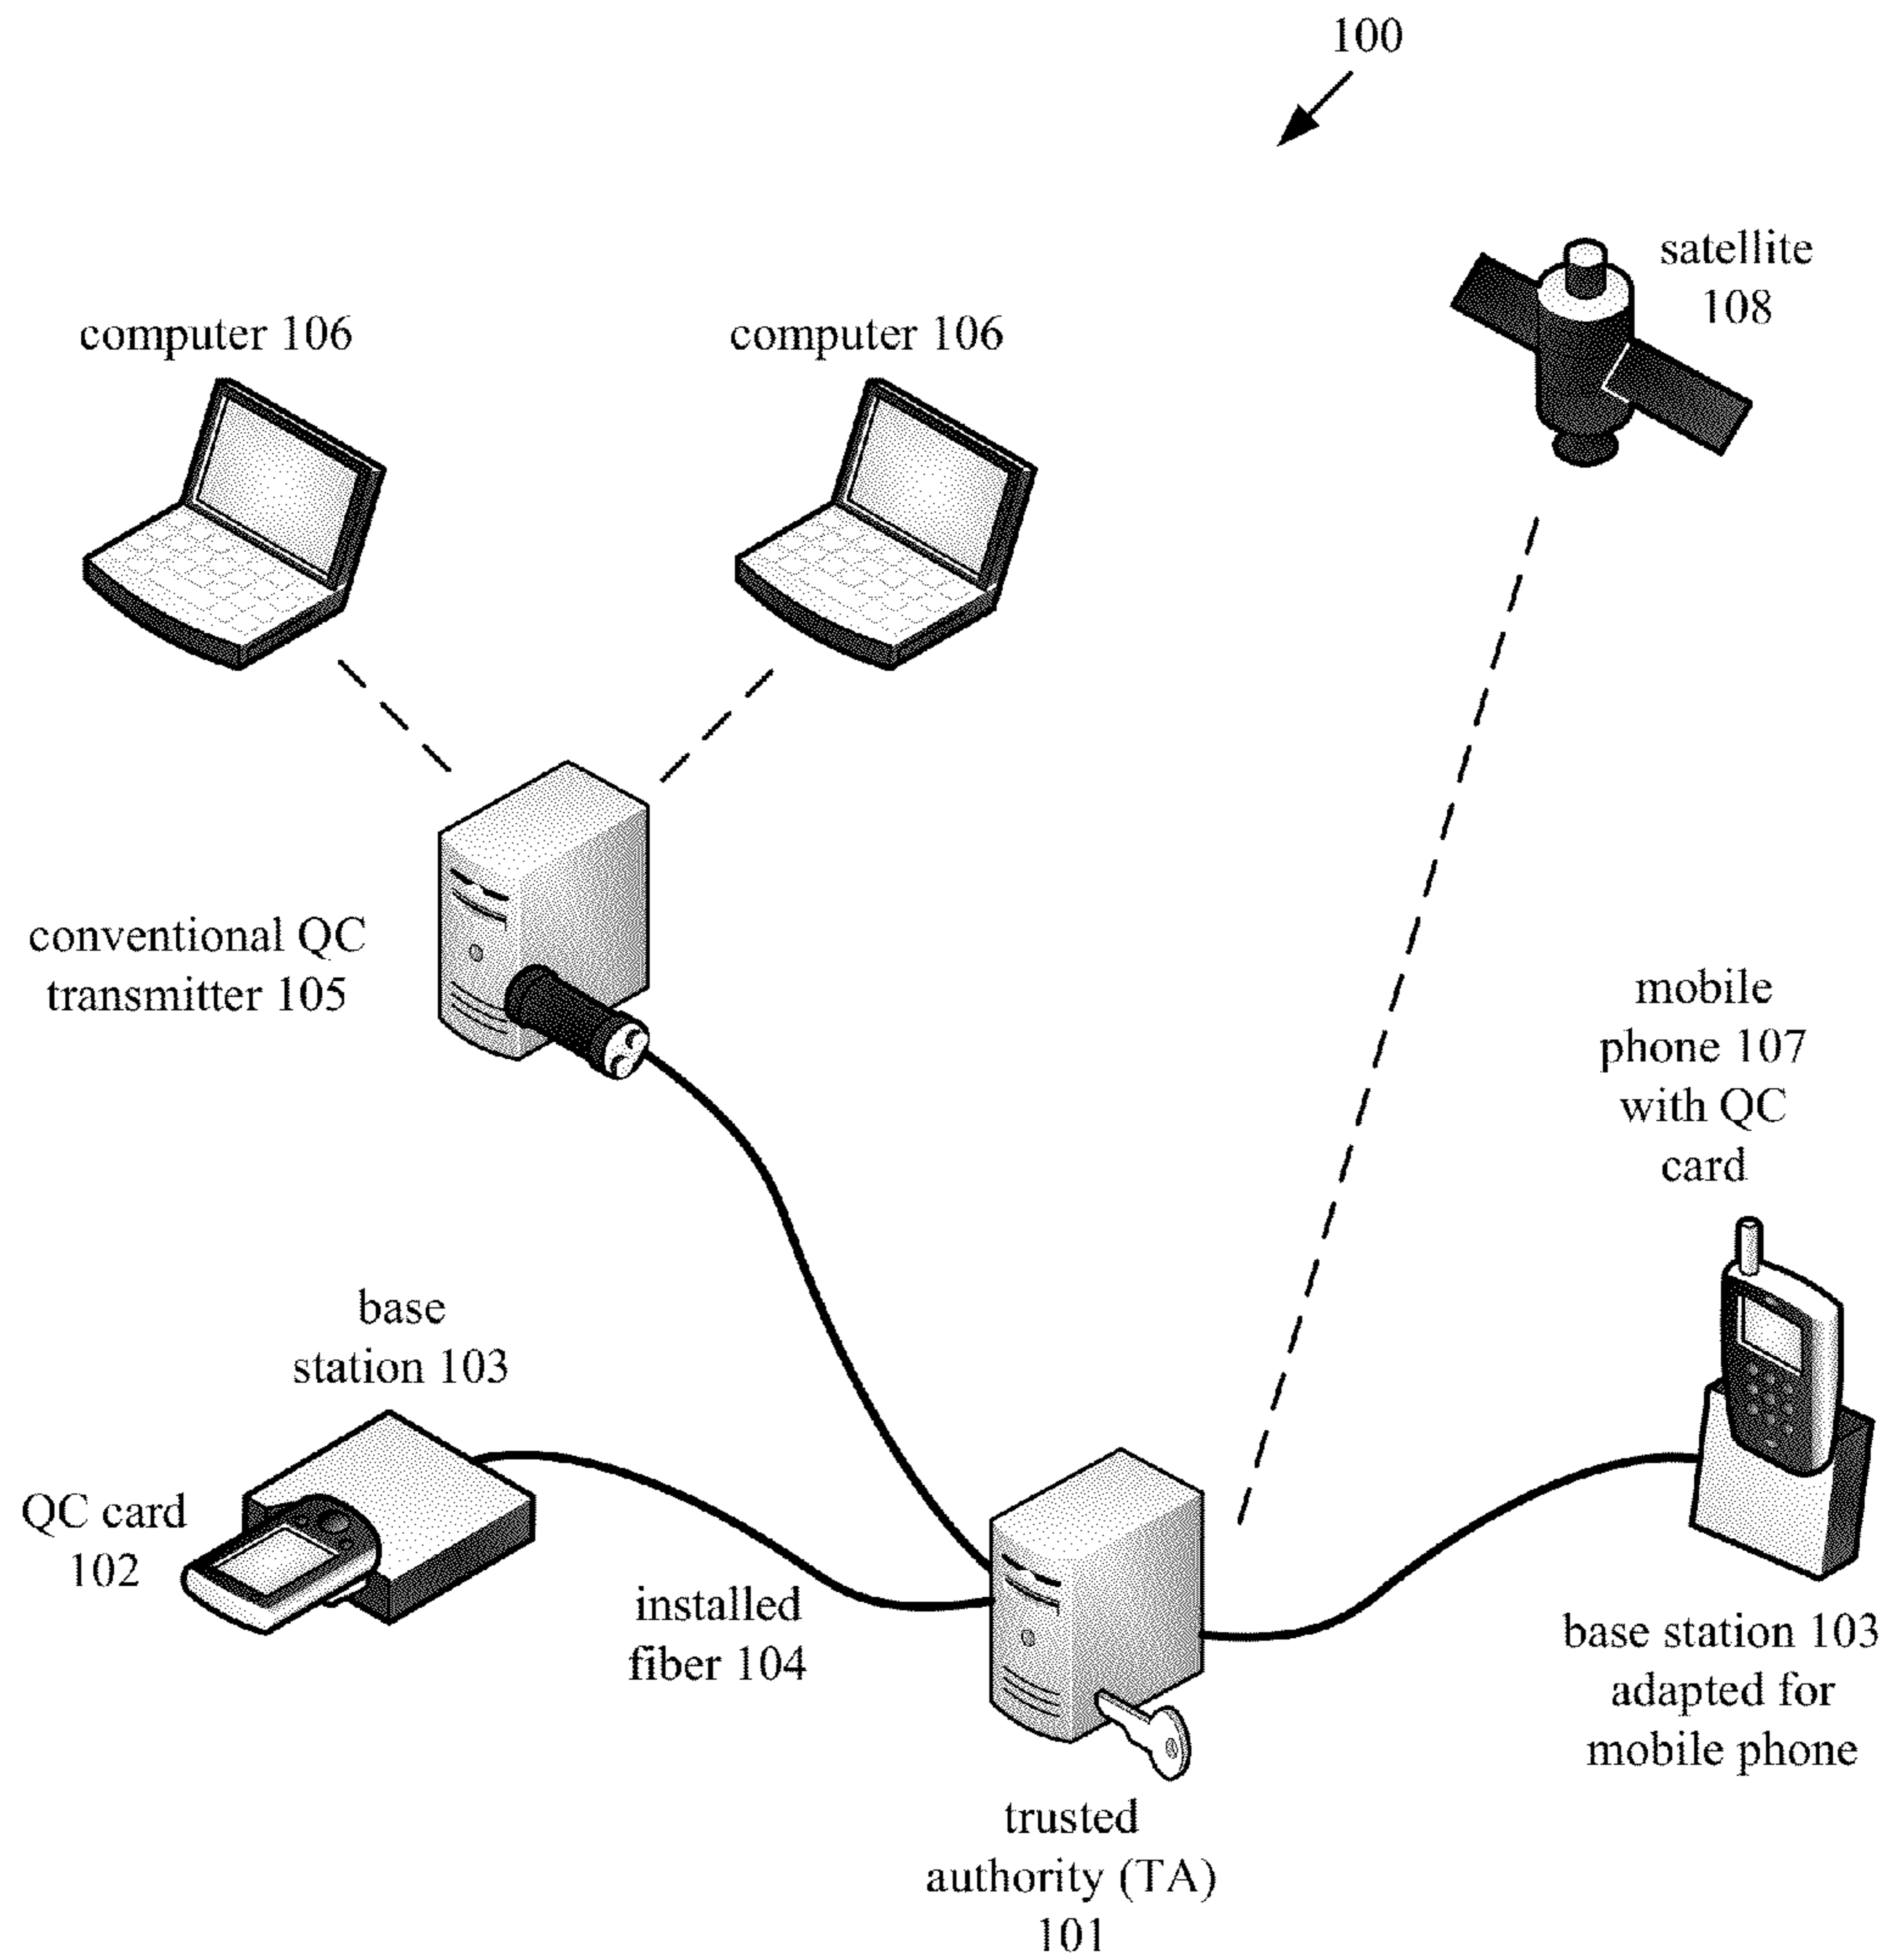 100
satellite
108
computer 106
computer 106
conventional QC
transmitter 105
mobile
phone 107
with QC
card
base
station 103
QC card
102
installed
fiber 104
base station 103
adapted for
mobile phone
trusted
authority (TA)
101